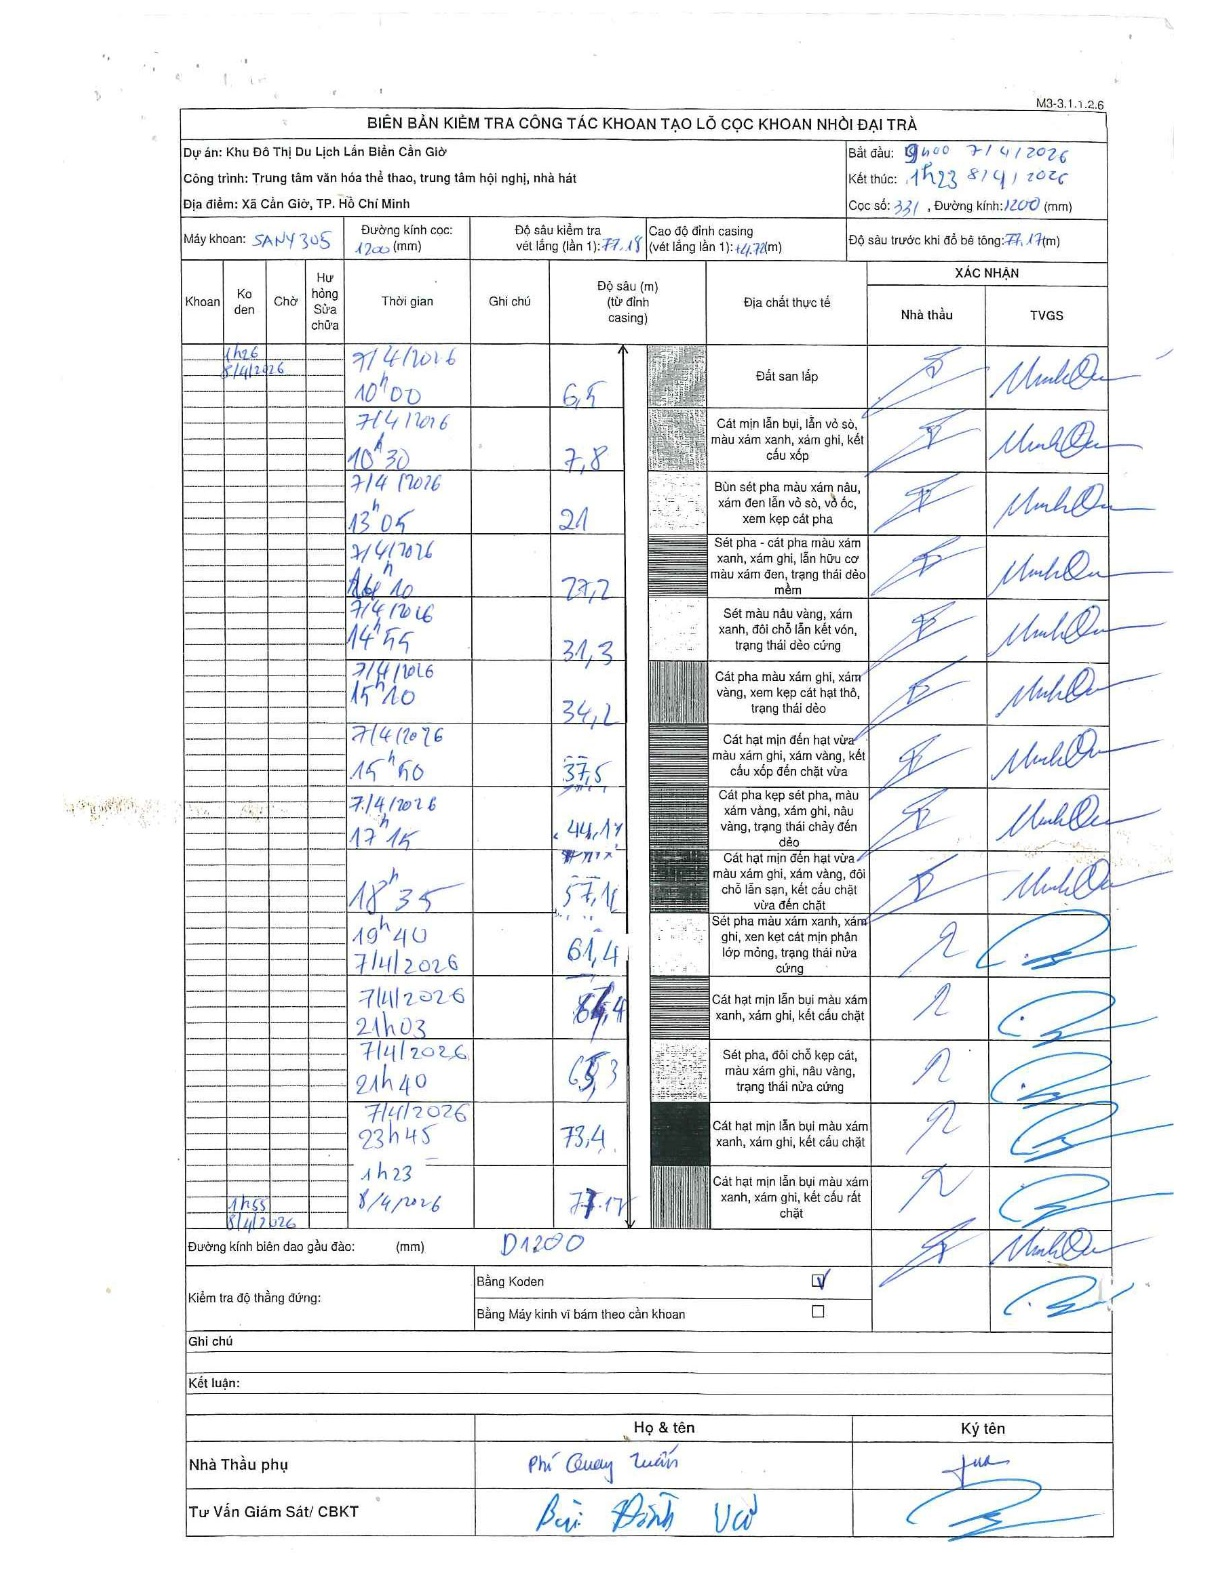 M3-3.1.1.2.6
BIÊN BẢN KIỂM TRA CÔNG TÁC KHOAN TẠO LỖ CỌC KHOAN NHỒI ĐẠI TRÀ
Dự án: Khu Đô Thị Du Lịch Lấn Biển Cần Giờ
Công trình: Trung tâm văn hóa thể thao, trung tâm hội nghị, nhà hát
Địa điểm: Xã Cần Giờ, TP. Hồ Chí Minh
Bắt đầu: 9h00 7/4/2026
Kết thúc: 1h23 8/4/2026
Cọc số: 331, Đường kính: 1200 (mm)
Máy khoan: SANY 305
Đường kính cọc: 1200 (mm)
Độ sâu kiểm tra vét lắng (lần 1): 77.18
Cao độ đỉnh casing (vét lắng lần 1): (m)
Độ sâu trước khi đổ bê tông: 77,17(m)
Khoan Ko den Chờ Hư hỏng Sửa chữa Thời gian Ghi chú Độ sâu (m) (từ đỉnh casing) Địa chất thực tế XÁC NHẬN
Nhà thầu TVGS
1h26
8/4/2026
7/4/2026
10h00 6,5 Đất san lấp
7/4/2026
10h30 7,8 Cát mịn lẫn bụi, lẫn vỏ sò, màu xám xanh, xám ghi, kết cấu xốp
7/4/2026
13h05 21 Bùn sét pha màu xám nâu, xám đen lẫn vỏ sò, vỏ ốc, xem kẹp cát pha
7/4/2026
10 27,2 Sét pha - cát pha màu xám xanh, xám ghi, lẫn hữu cơ màu xám đen, trạng thái dẻo mềm
7/4/2026
14h55 31,3 Sét màu nâu vàng, xám xanh, đôi chỗ lẫn kết vón, trạng thái dẻo cứng
7/4/2026
15h10 34,2 Cát pha màu xám ghi, xám vàng, xem kẹp cát hạt thô, trạng thái dẻo
7/4/2026
15h50 37,5 Cát hạt mịn đến hạt vừa màu xám ghi, xám vàng, kết cấu xốp đến chặt vừa
7/4/2026
17h15 44,17 Cát pha kẹp sét pha, màu xám vàng, xám ghi, nâu vàng, trạng thái chảy đến dẻo
18h35 Cát hạt mịn đến hạt vừa màu xám ghi, xám vàng, đôi chỗ lẫn sạn, kết cấu chặt vừa đến chặt
19h40 61,4 Sét pha màu xám xanh, xám ghi, xen kẹt cát mịn phân lớp mỏng, trạng thái nửa cứng
7/4/2026
7/4/2026
21h03 Cát hạt mịn lẫn bụi màu xám xanh, xám ghi, kết cấu chặt
7/4/2026
21h40 Sét pha, đôi chỗ kẹp cát, màu xám ghi, nâu vàng, trạng thái nửa cứng
7/4/2026
23h45 73,4 Cát hạt mịn lẫn bụi màu xám xanh, xám ghi, kết cấu chặt
1h23
8/4/2026 77.17 Cát hạt mịn lẫn bụi màu xám xanh, xám ghi, kết cấu rất chặt
1h55
8/4/2026
Đường kính biên dao gầu đào: (mm) D1200
Kiểm tra độ thẳng đứng:
Bằng Koden
Bằng Máy kinh vĩ bám theo cần khoan
Ghi chú
Kết luận:
Họ & tên Ký tên
Nhà Thầu phụ Phí Quang Tuấn
Tư Vấn Giám Sát/ CBKT Bùi Đình Vũ